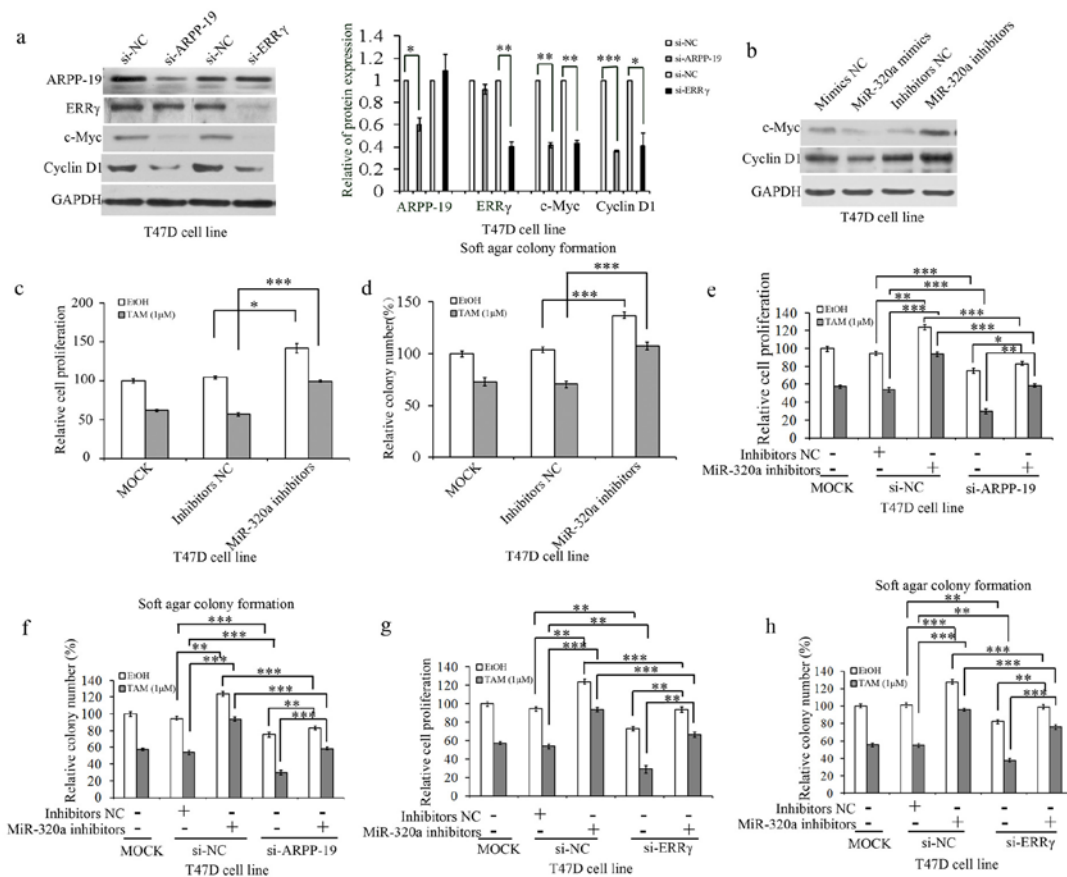 a
si-NC
si-ARPP-19
si-NC
si-ERRγ
ARPP-19
ERRγ
c-Myc
Cyclin D1
GAPDH
T47D cell line
Relative of protein expression
1.4
1.2
1
0.8
0.6
0.4
0.2
0
* ** ** ** *** *
si-NC
si-ARPP-19
si-NC
si-ERRγ
ARPP-19 ERRγ c-Myc Cyclin D1
T47D cell line
b
Mimics NC
MiR-320a mimics
Inhibitors NC
MiR-320a inhibitors
c-Myc
Cyclin D1
GAPDH
T47D cell line
c
Relative cell proliferation
200
150
100
50
0
EtOH
TAM (1μM)
***
*
MOCK
Inhibitors NC
MiR-320a inhibitors
T47D cell line
Soft agar colony formation
d
Relative colony number(%)
150
100
50
0
EtOH
TAM (1μM)
***
***
MOCK
Inhibitors NC
MiR-320a inhibitors
T47D cell line
e
Relative cell proliferation
140
120
100
80
60
40
20
0
EtOH
TAM (1μM)
***
***
**
***
***
***
*
**
Inhibitors NC - + - + -
MiR-320a inhibitors - - + - +
MOCK si-NC si-ARPP-19
T47D cell line
Soft agar colony formation
f
Relative colony number (%)
140
120
100
80
60
40
20
0
EtOH
TAM (1μM)
***
***
**
***
***
***
**
***
Inhibitors NC - + - - -
MiR-320a inhibitors - - + - +
MOCK si-NC si-ARPP-19
T47D cell line
g
Relative cell proliferation
140
120
100
80
60
40
20
0
EtOH
TAM (1μM)
**
**
**
***
***
***
**
**
Inhibitors NC - + - - -
MiR-320a inhibitors - - + - +
MOCK si-NC si-ERRγ
T47D cell line
Soft agar colony formation
h
Relative colony number (%)
140
120
100
80
60
40
20
0
EtOH
TAM (1μM)
**
**
***
***
***
***
**
***
Inhibitors NC - + - - -
MiR-320a inhibitors - - + - +
MOCK si-NC si-ERRγ
T47D cell line